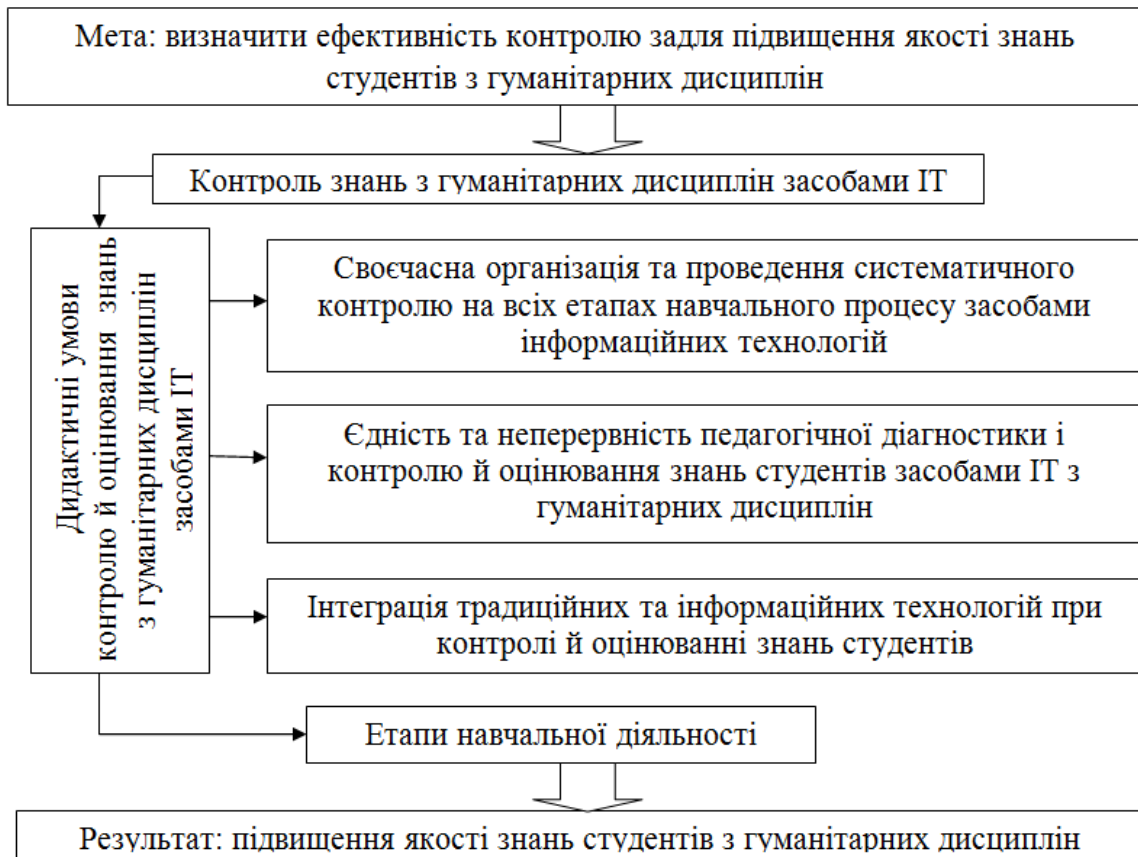 Мета: визначити ефективність контролю задля підвищення якості знань
студентів з гуманітарних дисциплін
Контроль знань з гуманітарних дисциплін засобами ІТ
Дидактичні умови
контролю й оцінювання знань
з гуманітарних дисциплін
засобами ІТ
Своєчасна організація та проведення систематичного
контролю на всіх етапах навчального процесу засобами
інформаційних технологій
Єдність та неперервність педагогічної діагностики і
контролю й оцінювання знань студентів засобами ІТ з
гуманітарних дисциплін
Інтеграція традиційних та інформаційних технологій при
контролі й оцінюванні знань студентів
Етапи навчальної діяльності
Результат: підвищення якості знань студентів з гуманітарних дисциплін